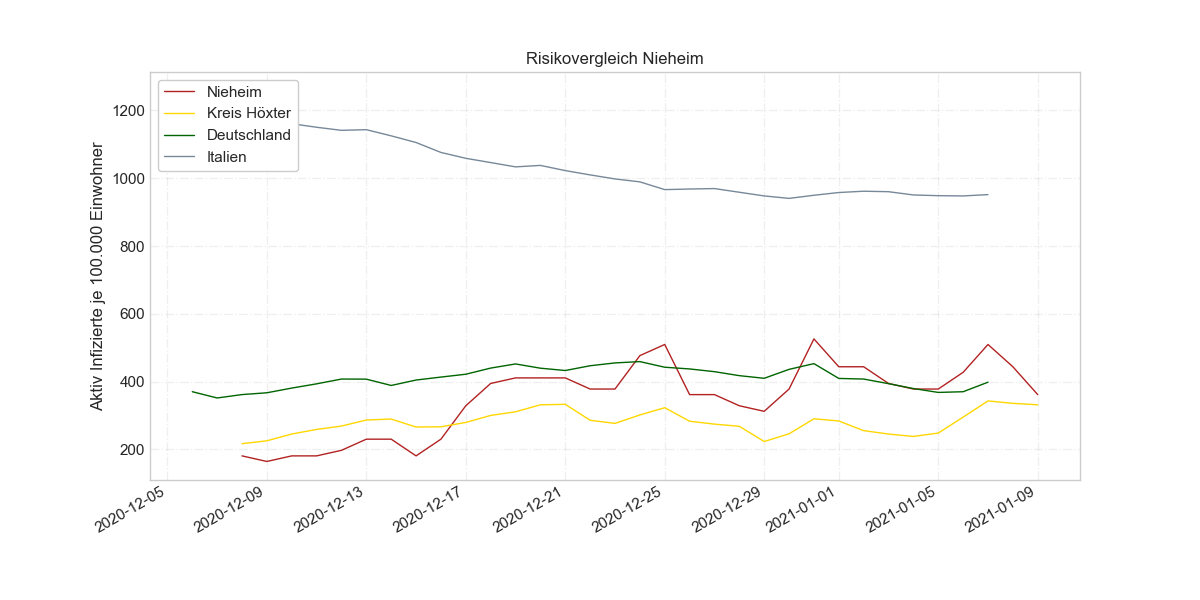 Risikovergleich Nieheim
Nieheim
Kreis Höxter
Deutschland
Italien
Aktiv Infizierte je 100.000 Einwohner
1200
1000
800
600
400
200
2020-12-05
2020-12-09
2020-12-13
2020-12-17
2020-12-21
2020-12-25
2020-12-29
2021-01-01
2021-01-05
2021-01-09